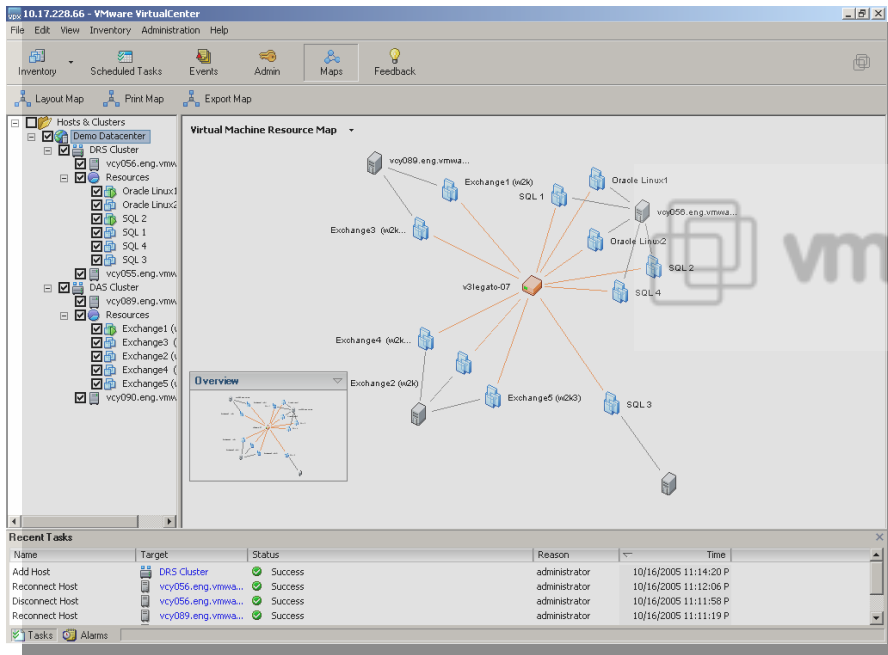 10.17.228.66 - VMware VirtualCenter
File Edit View Inventory Administration Help
Inventory Scheduled Tasks Events Admin Maps Feedback
Layout Map Print Map Export Map
Hosts & Clusters
Demo Datacenter
DRS Cluster
vcy056.eng.vmw
Resources
Oracle Linux1
Oracle Linux2
SQL 2
SQL 1
SQL 4
SQL 3
vcy055.eng.vmw
DAS Cluster
vcy089.eng.vmw
Resources
Exchange1 (
Exchange3 (
Exchange2 (
Exchange4 (
Exchange5 (
vcy090.eng.vmw
Virtual Machine Resource Map
vcy089.eng.vmwa...
Exchange1 (w2k)
SQL 1
Oracle Linux1
vcy056.eng.vmwa...
Exchange3 (w2k...
Oracle Linux2
SQL 2
v3legato-07
SQL 4
Exchange4 (w2k...
Exchange2 (w2k)
Exchange5 (w2k3)
SQL 3
vm
Overview
Recent Tasks
Name Target Status Reason Time
Add Host DRS Cluster Success administrator 10/16/2005 11:14:20 P
Reconnect Host vcy056.eng.vmwa... Success administrator 10/16/2005 11:12:06 P
Disconnect Host vcy056.eng.vmwa... Success administrator 10/16/2005 11:11:58 P
Reconnect Host vcy089.eng.vmwa... Success administrator 10/16/2005 11:11:19 P
Tasks Alarms